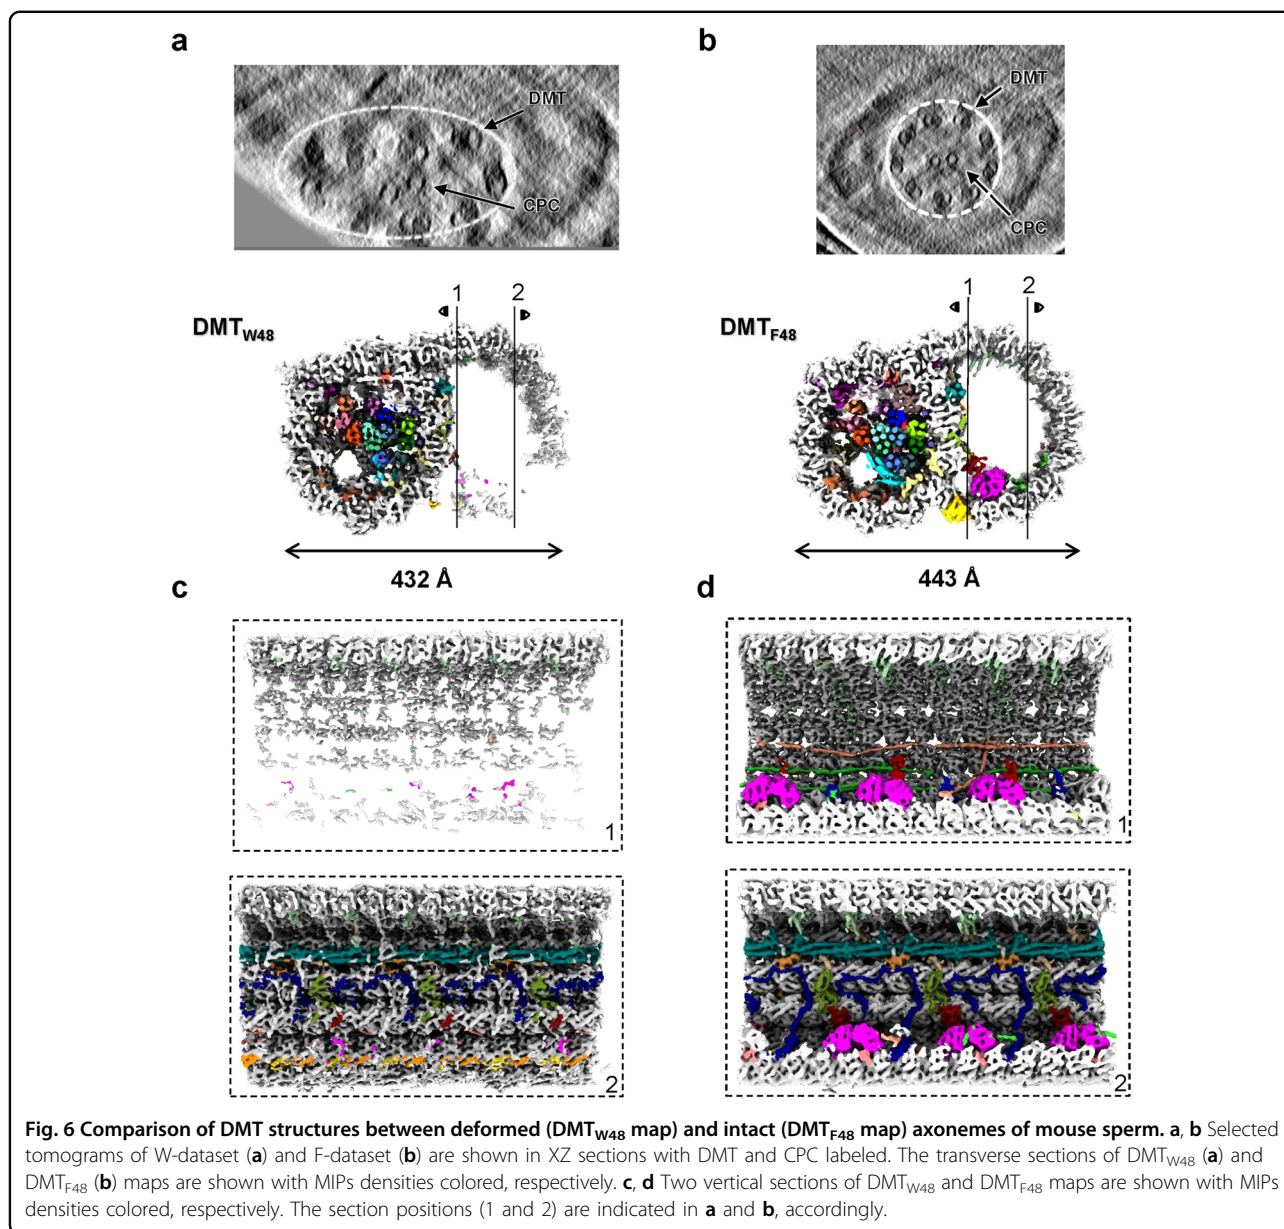 a
b
DMT
CPC
DMT
CPC
1 2
DMTW48
432 Å
1 2
DMTF48
443 Å
c
d
1
1
2
2
Fig. 6 Comparison of DMT structures between deformed (DMTW48 map) and intact (DMTF48 map) axonemes of mouse sperm. a, b Selected
tomograms of W-dataset (a) and F-dataset (b) are shown in XZ sections with DMT and CPC labeled. The transverse sections of DMTW48 (a) and
DMTF48 (b) maps are shown with MIPs densities colored, respectively. c, d Two vertical sections of DMTW48 and DMTF48 maps are shown with MIPs
densities colored, respectively. The section positions (1 and 2) are indicated in a and b, accordingly.